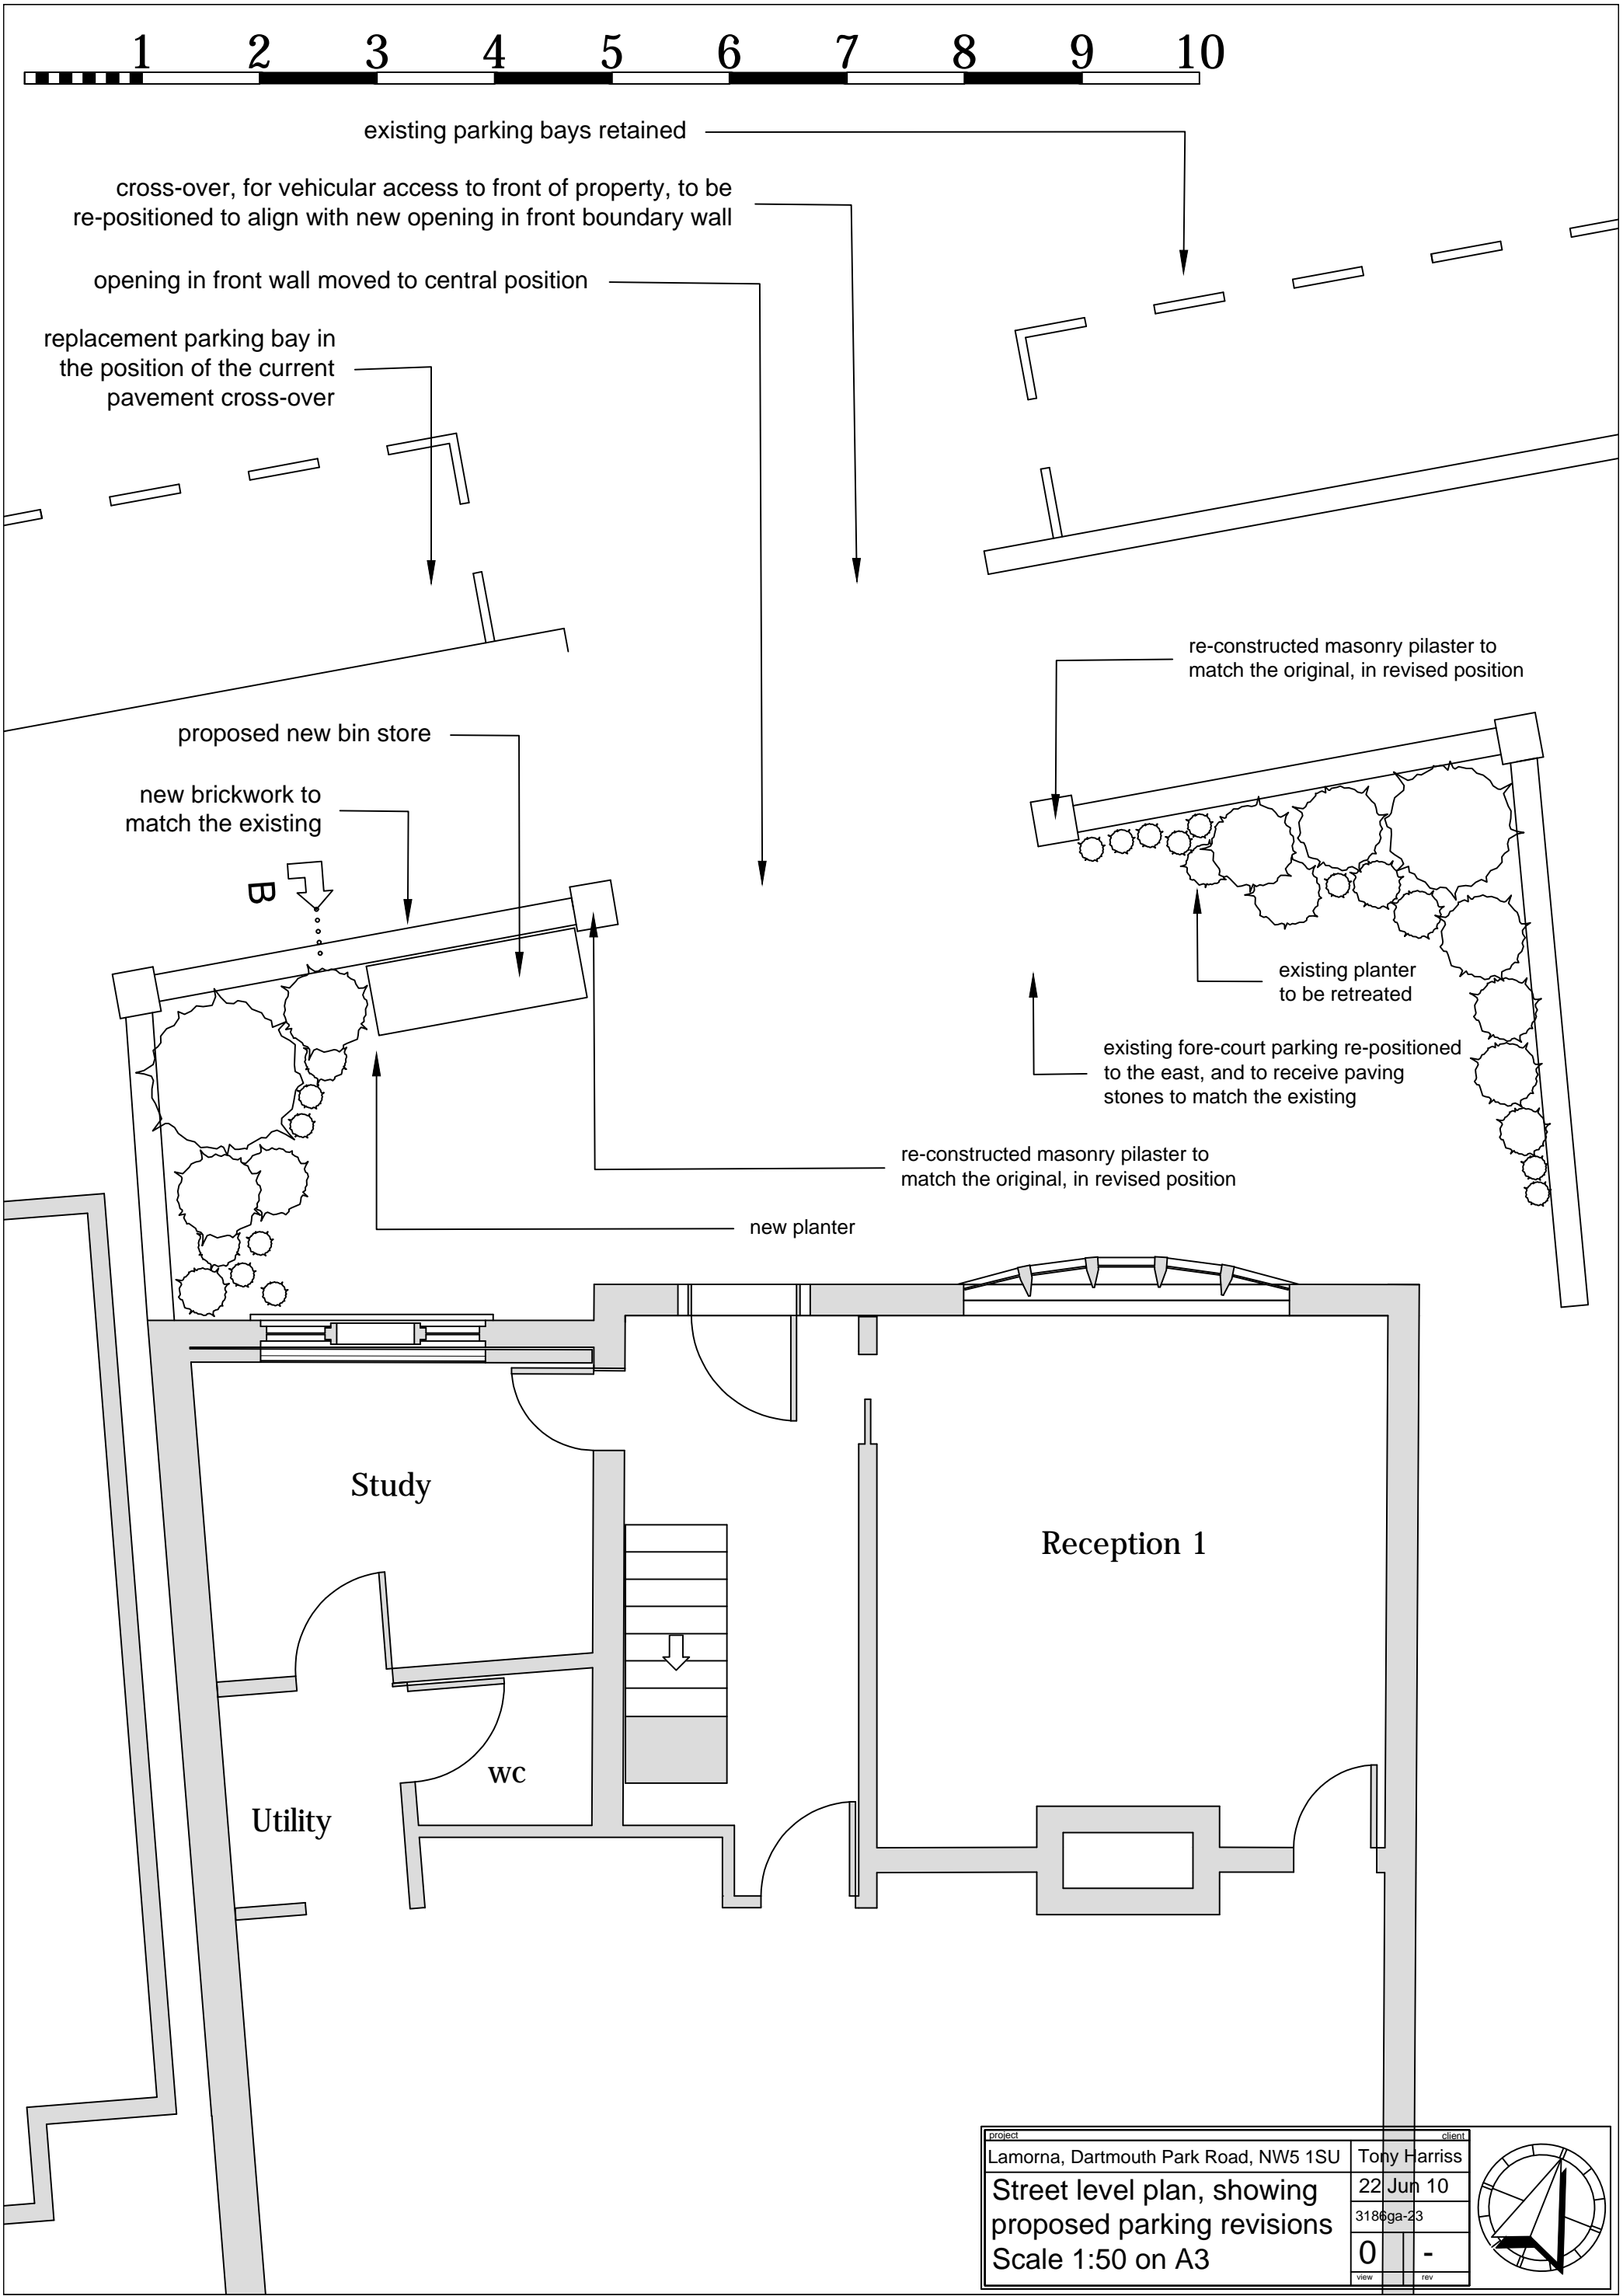 1 2 3 4 5 6 7 8 9 10
existing parking bays retained
cross-over, for vehicular access to front of property, to be
re-positioned to align with new opening in front boundary wall
opening in front wall moved to central position
replacement parking bay in
the position of the current
pavement cross-over
re-constructed masonry pilaster to
match the original, in revised position
proposed new bin store
new brickwork to
match the existing
B
existing planter
to be retreated
existing fore-court parking re-positioned
to the east, and to receive paving
stones to match the existing
re-constructed masonry pilaster to
match the original, in revised position
new planter
Study
Reception 1
wc
Utility
project client
Lamorna, Dartmouth Park Road, NW5 1SU Tony Harriss
Street level plan, showing
proposed parking revisions
Scale 1:50 on A3
22 Jun 10
3186ga-23
0 -
view rev